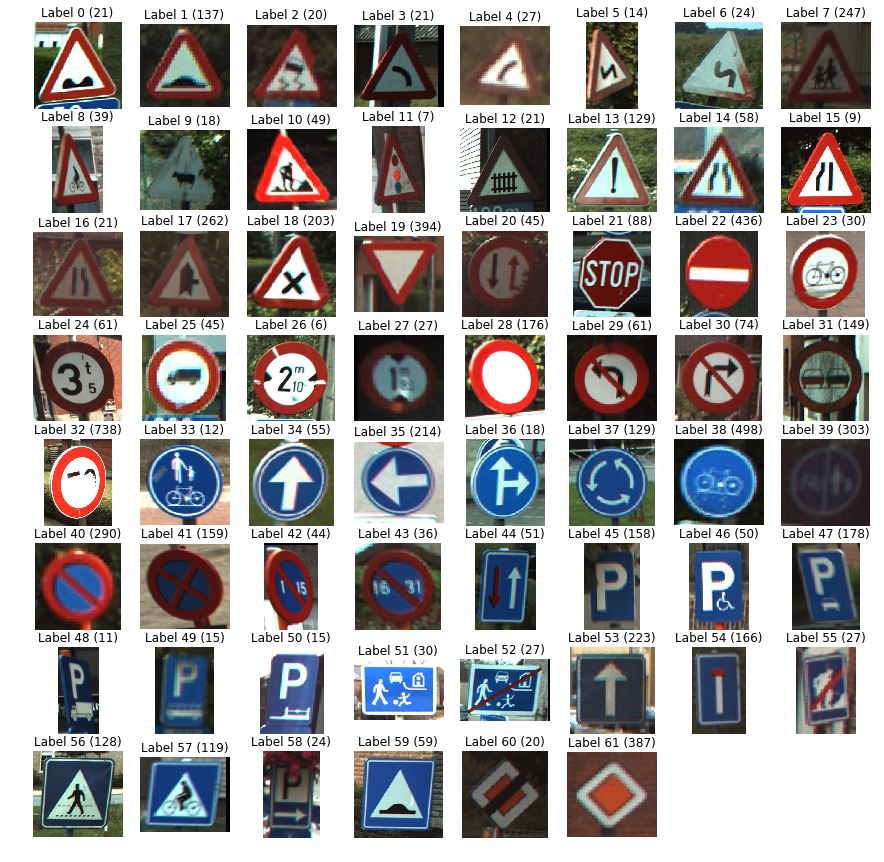 Label 0 (21) Label 1 (137) Label 2 (20) Label 3 (21) Label 4 (27) Label 5 (14) Label 6 (24) Label 7 (247)
Label 8 (39) Label 9 (18) Label 10 (49) Label 11 (7) Label 12 (21) Label 13 (129) Label 14 (58) Label 15 (9)
Label 16 (21) Label 17 (262) Label 18 (203) Label 19 (394) Label 20 (45) Label 21 (88) Label 22 (436) Label 23 (30)
STOP
Label 24 (61) Label 25 (45) Label 26 (6) Label 27 (27) Label 28 (176) Label 29 (61) Label 30 (74) Label 31 (149)
3t5 2m10
Label 32 (738) Label 33 (12) Label 34 (55) Label 35 (214) Label 36 (18) Label 37 (129) Label 38 (498) Label 39 (303)
Label 40 (290) Label 41 (159) Label 42 (44) Label 43 (36) Label 44 (51) Label 45 (158) Label 46 (50) Label 47 (178)
1 15 16 31 P P P
Label 48 (11) Label 49 (15) Label 50 (15) Label 51 (30) Label 52 (27) Label 53 (223) Label 54 (166) Label 55 (27)
P P P
Label 56 (128) Label 57 (119) Label 58 (24) Label 59 (59) Label 60 (20) Label 61 (387)
P